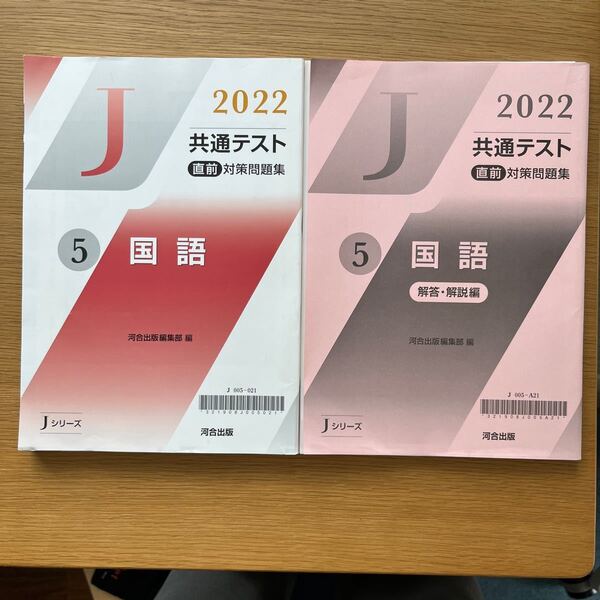 J
2022
共通テスト
直前 対策問題集
5 国語
河合出版編集部 編
J 005-021
321908J005021
Jシリーズ
河合出版
J
2022
共通テスト
直前 対策問題集
5 国語
解答・解説編
河合出版編集部 編
J 005-A21
321908J005A21
Jシリーズ
河合出版